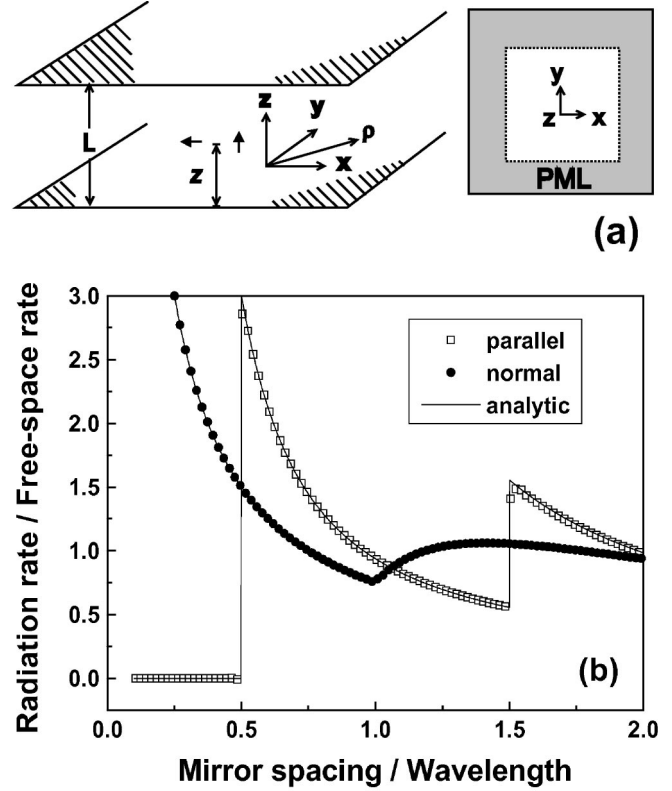 L
z
z
y
ρ
x
y
z
x
PML
(a)
Radiation rate / Free-space rate
3.0
2.5
2.0
1.5
1.0
0.5
0.0
parallel
normal
analytic
(b)
0.0 0.5 1.0 1.5 2.0
Mirror spacing / Wavelength